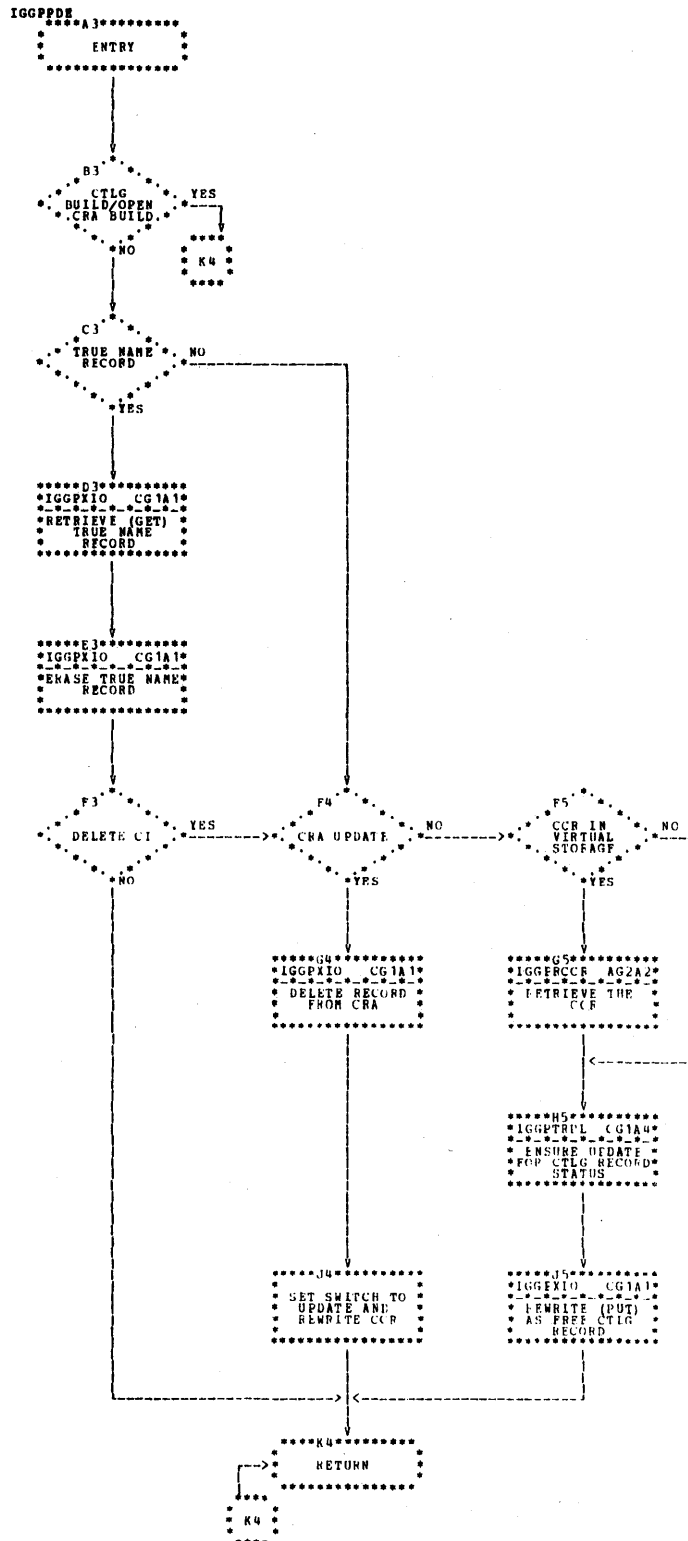 IGGPPDE
A3
ENTRY
B3
CTLG
BUILD/OPEN
CRA BUILD
YES
K4
NO
C3
TRUE NAME
RECORD
NO
YES
D3
IGGPXIO CG1A1
RETRIEVE (GET)
TRUE NAME
RECORD
E3
IGGPXIO CG1A1
ERASE TRUE NAME
RECORD
F3
DELETE CI
YES
NO
F4
CRA UPDATE
NO
YES
F5
CCR IN
VIRTUAL
STORAGE
NO
YES
G4
IGGPXIO CG1A1
DELETE RECORD
FROM CRA
G5
IGGPRCCR AG2A2
RETRIEVE THE
CCR
H5
CG1A4
ENSURE UPDATE
FOR CTLG RECORD
STATUS
J4
SET SWITCH TO
UPDATE AND
REWRITE CCR
J5
IGGPXIO CG1A1
REWRITE (PUT)
AS FREE CTLG
RECORD
K4
RETURN
K4